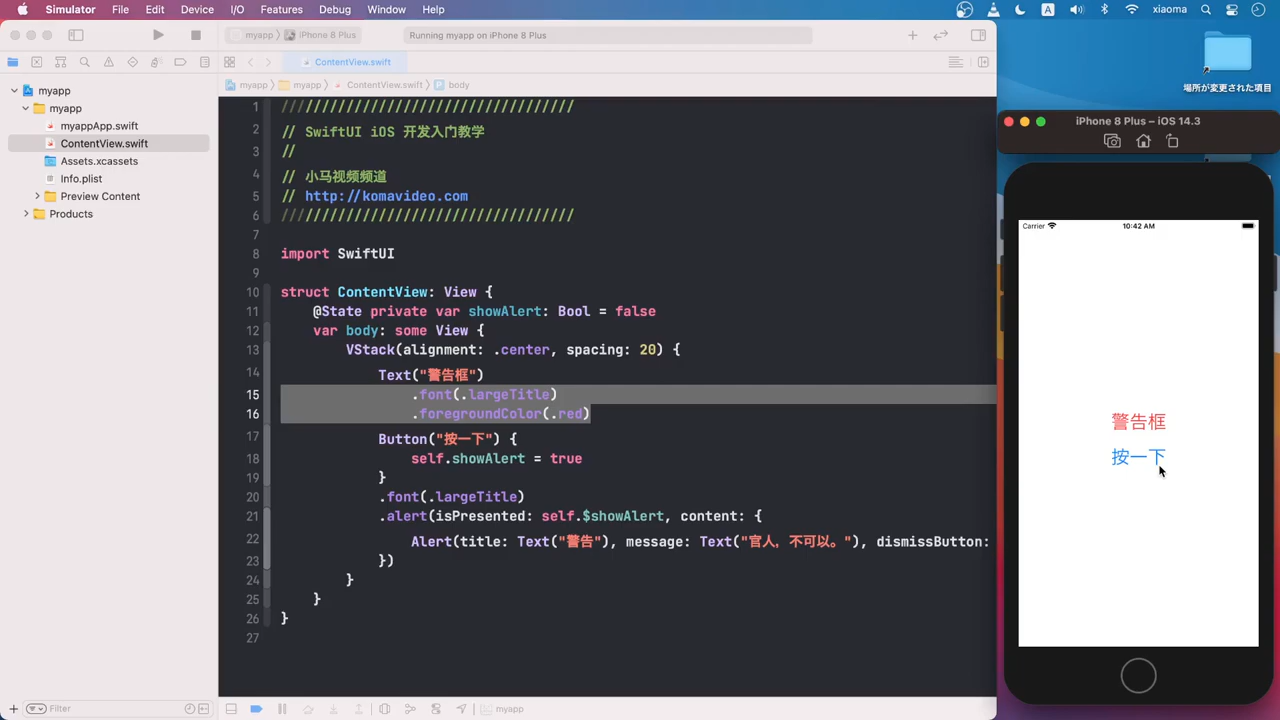 Simulator File Edit Device I/O Features Debug Window Help
A xiaoma
myapp iPhone 8 Plus
Running myapp on iPhone 8 Plus
ContentView.swift
myapp myapp ContentView.swift body
myapp
myapp
myappApp.swift
ContentView.swift
Assets.xcassets
Info.plist
Preview Content
Products
1 ////////////////////////////////////
2 // SwiftUI iOS 开发入门教学
3 //
4 // 小马视频频道
5 // http://komavideo.com
6 ////////////////////////////////////
7
8 import SwiftUI
9
10 struct ContentView: View {
11 @State private var showAlert: Bool = false
12 var body: some View {
13 VStack(alignment: .center, spacing: 20) {
14 Text("警告框")
15 .font(.largeTitle)
16 .foregroundColor(.red)
17 Button("按一下") {
18 self.showAlert = true
19 }
20 .font(.largeTitle)
21 .alert(isPresented: self.$showAlert, content: {
22 Alert(title: Text("警告"), message: Text("官人，不可以。"), dismissButton:
23 })
24 }
25 }
26 }
27
Filter
myapp
場所が変更された項目
iPhone 8 Plus – iOS 14.3
Carrier 10:42 AM
警告框
按一下